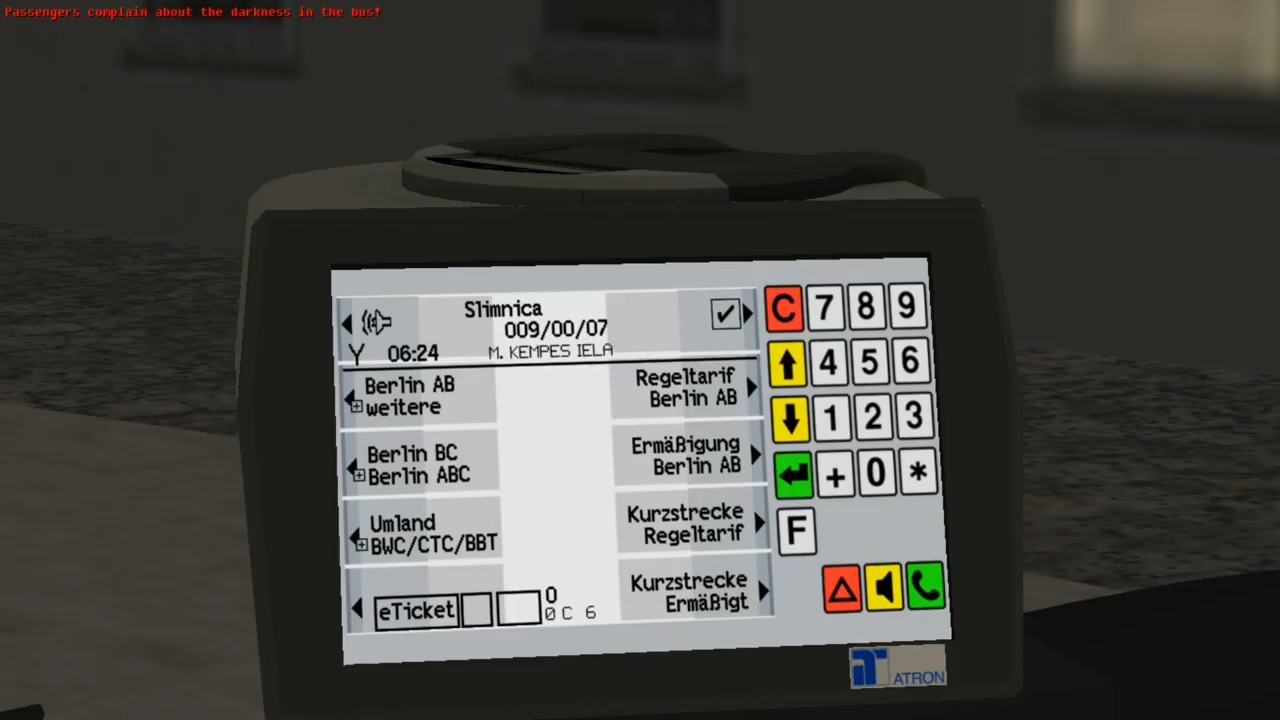 Passengers complain about the darkness in the bus!
Slimnica
009/00/07
Y 06:24 M. KEMPES IELA
Berlin AB
weitere
Regeltarif
Berlin AB
Berlin BC
Berlin ABC
Ermäßigung
Berlin AB
Umland
BWC/CTC/BBT
Kurzstrecke
Regeltarif
eTicket
0
0 C 6
Kurzstrecke
Ermäßigt
C 7 8 9
4 5 6
1 2 3
+ 0 *
F
ATRON